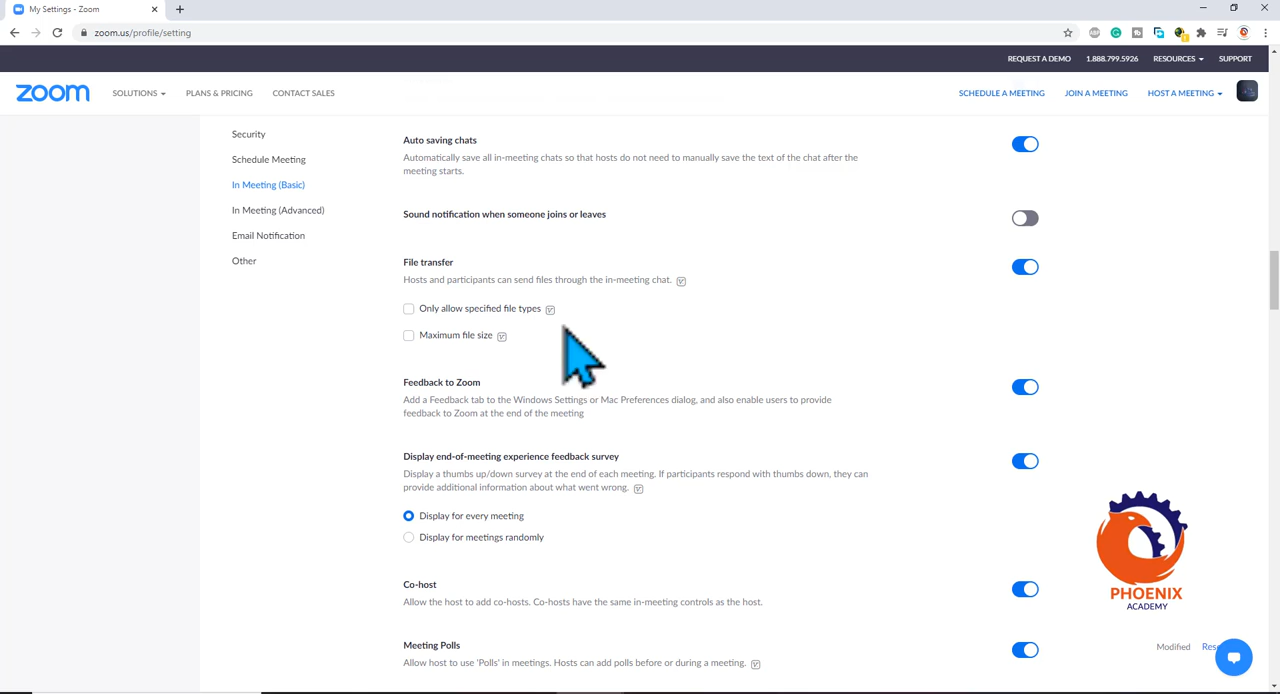 My Settings - Zoom
zoom.us/profile/setting
REQUEST A DEMO 1.888.799.5926 RESOURCES SUPPORT
zoom SOLUTIONS PLANS & PRICING CONTACT SALES SCHEDULE A MEETING JOIN A MEETING HOST A MEETING
Security
Schedule Meeting
In Meeting (Basic)
In Meeting (Advanced)
Email Notification
Other
Auto saving chats
Automatically save all in-meeting chats so that hosts do not need to manually save the text of the chat after the
meeting starts.
Sound notification when someone joins or leaves
File transfer
Hosts and participants can send files through the in-meeting chat.
Only allow specified file types
Maximum file size
Feedback to Zoom
Add a Feedback tab to the Windows Settings or Mac Preferences dialog, and also enable users to provide
feedback to Zoom at the end of the meeting
Display end-of-meeting experience feedback survey
Display a thumbs up/down survey at the end of each meeting. If participants respond with thumbs down, they can
provide additional information about what went wrong.
Display for every meeting
Display for meetings randomly
Co-host
Allow the host to add co-hosts. Co-hosts have the same in-meeting controls as the host.
Meeting Polls
Allow host to use 'Polls' in meetings. Hosts can add polls before or during a meeting.
PHOENIX
ACADEMY
Modified